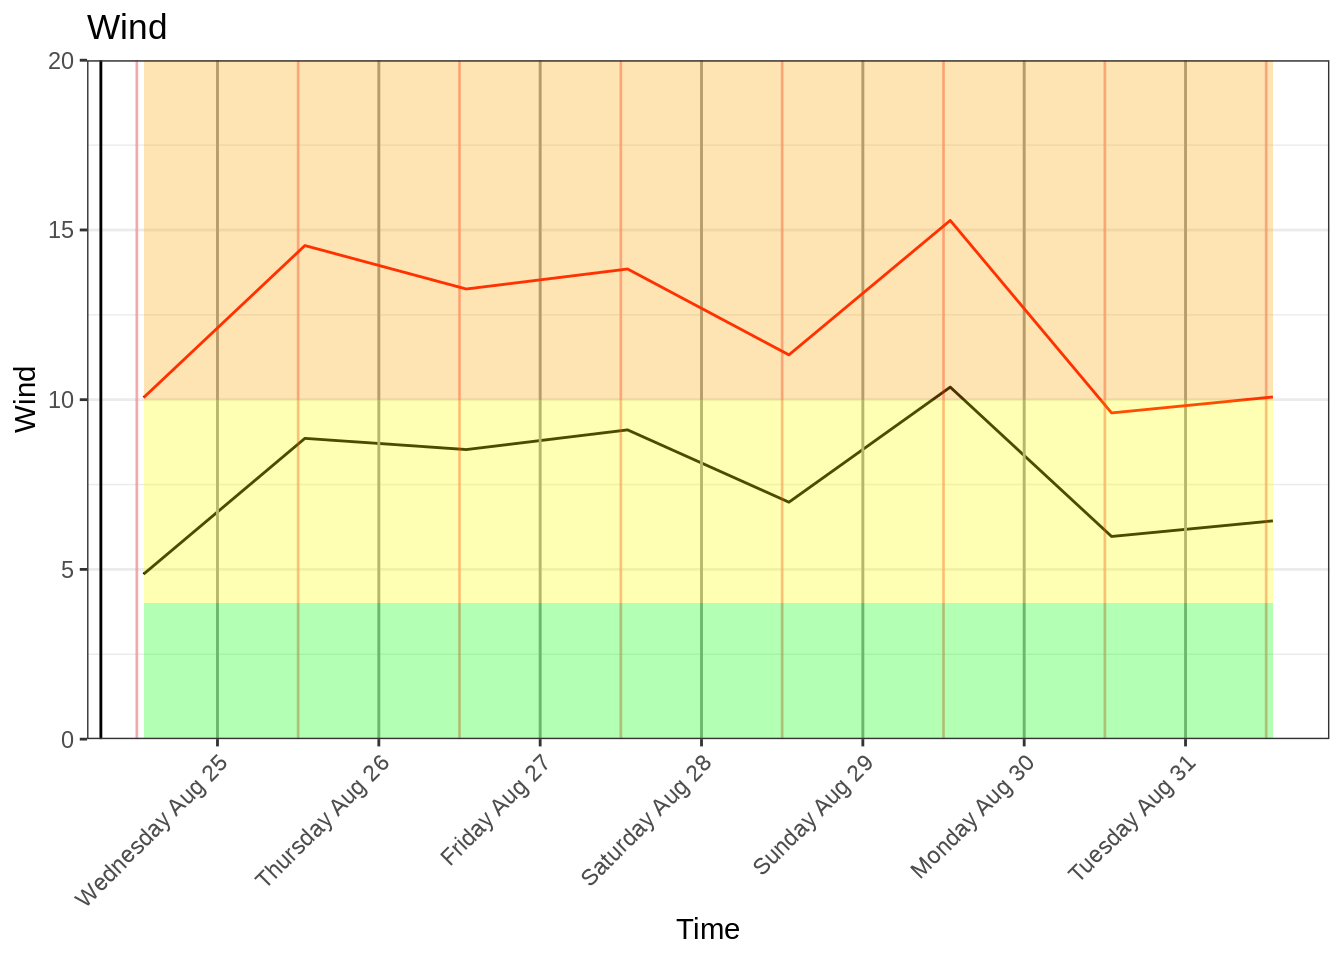 Wind
20
15
10
5
0
Wind
Wednesday Aug 25
Thursday Aug 26
Friday Aug 27
Saturday Aug 28
Sunday Aug 29
Monday Aug 30
Tuesday Aug 31
Time